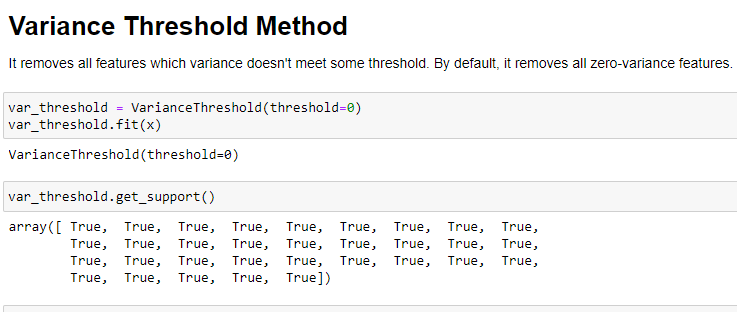 Variance Threshold Method
It removes all features which variance doesn't meet some threshold. By default, it removes all zero-variance features.
var_threshold = VarianceThreshold(threshold=0)
var_threshold.fit(x)
VarianceThreshold(threshold=0)
var_threshold.get_support()
array([ True,  True,  True,  True,  True,  True,  True,  True,  True,
        True,  True,  True,  True,  True,  True,  True,  True,  True,
        True,  True,  True,  True,  True,  True,  True,  True,  True,
        True,  True,  True,  True,  True])